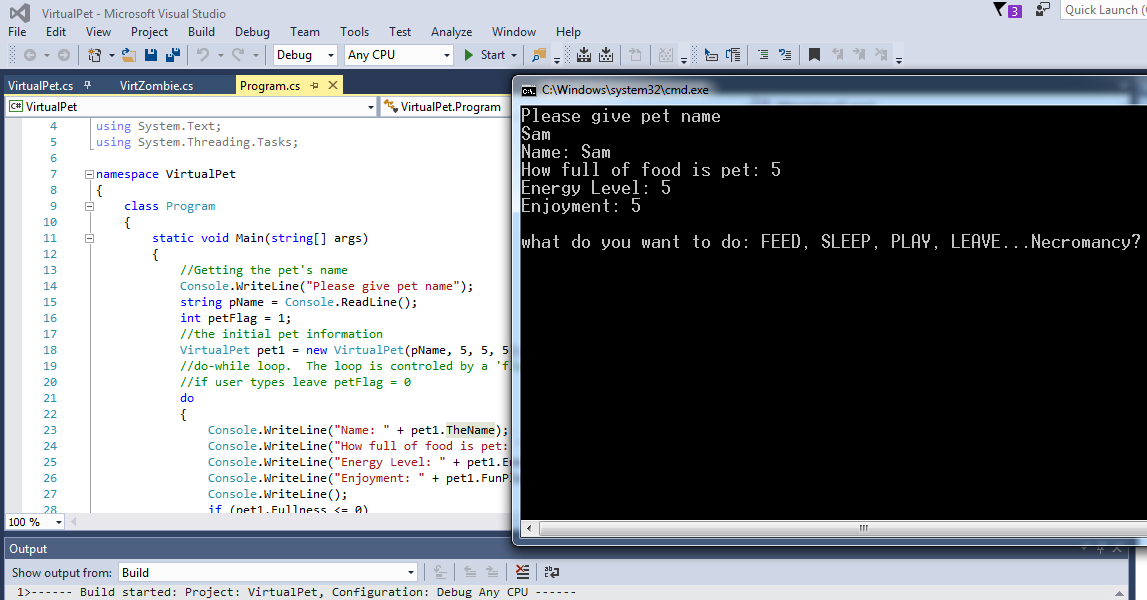 VirtualPet - Microsoft Visual Studio
3
Quick Launch (
File Edit View Project Build Debug Team Tools Test Analyze Window Help
Debug Any CPU Start
VirtualPet.cs VirtZombie.cs Program.cs
C# VirtualPet VirtualPet.Program
4 using System.Text;
5 using System.Threading.Tasks;
6
7 namespace VirtualPet
8 {
9 class Program
10 {
11 static void Main(string[] args)
12 {
13 //Getting the pet's name
14 Console.WriteLine("Please give pet name");
15 string pName = Console.ReadLine();
16 int petFlag = 1;
17 //the initial pet information
18 VirtualPet pet1 = new VirtualPet(pName, 5, 5, 5
19 //do-while loop.  The loop is controled by a 'f
20 //if user types leave petFlag = 0
21 do
22 {
23 Console.WriteLine("Name: " + pet1.TheName);
24 Console.WriteLine("How full of food is pet:
25 Console.WriteLine("Energy Level: " + pet1.En
26 Console.WriteLine("Enjoyment: " + pet1.FunP
27 Console.WriteLine();
28 if (pet1.Fullness <= 0)
100 %
C:\Windows\system32\cmd.exe
Please give pet name
Sam
Name: Sam
How full of food is pet: 5
Energy Level: 5
Enjoyment: 5
what do you want to do: FEED, SLEEP, PLAY, LEAVE...Necromancy?
Output
Show output from: Build
1>------ Build started: Project: VirtualPet, Configuration: Debug Any CPU ------